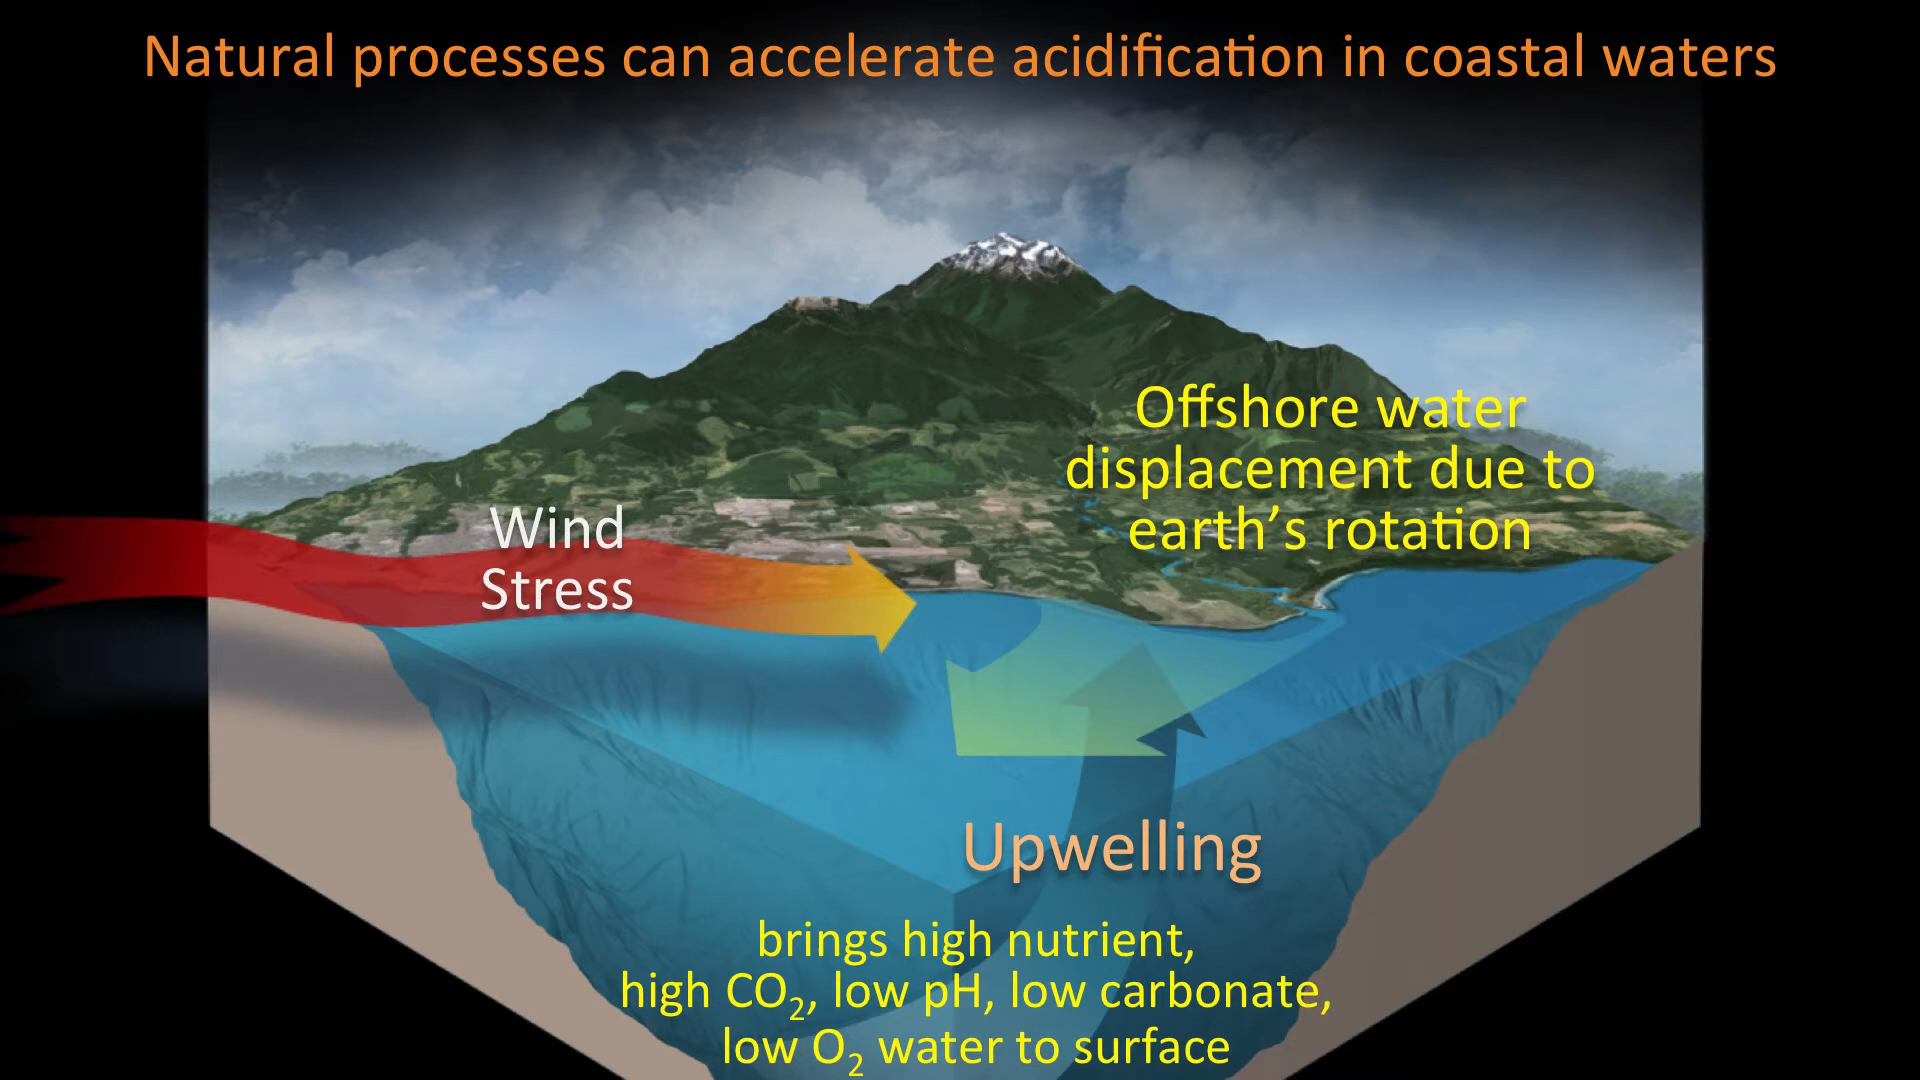 Natural processes can accelerate acidification in coastal waters
Offshore water
displacement due to
earth’s rotation
Wind
Stress
Upwelling
brings high nutrient,
high CO₂, low pH, low carbonate,
low O₂ water to surface